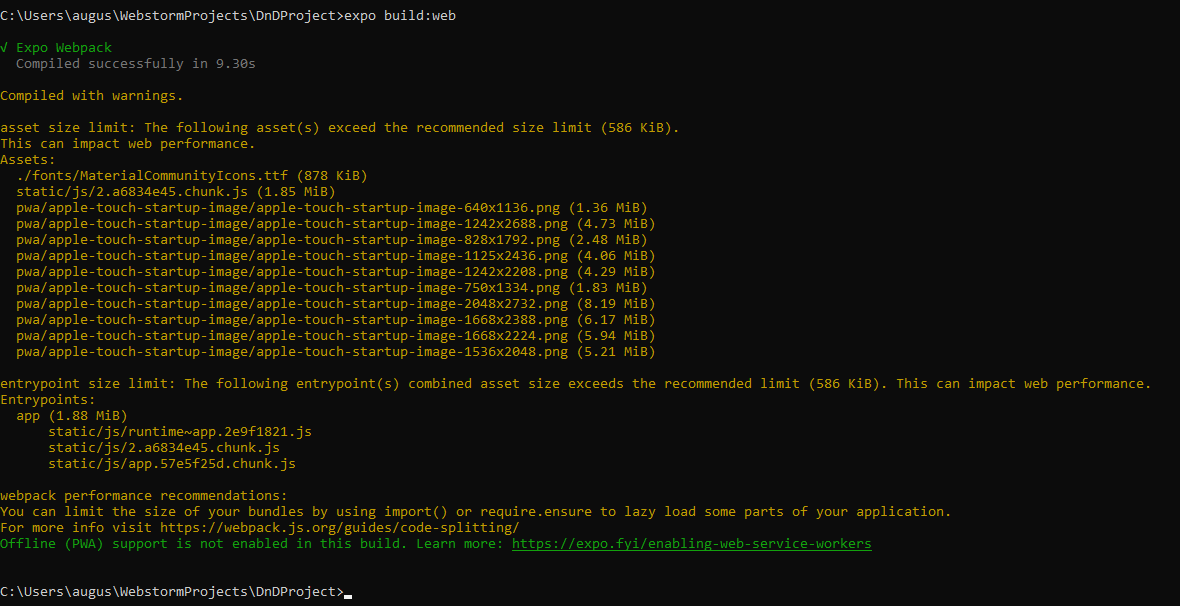 C:\Users\augus\WebstormProjects\DnDProject>expo build:web
√ Expo Webpack
Compiled successfully in 9.30s
Compiled with warnings.
asset size limit: The following asset(s) exceed the recommended size limit (586 KiB).
This can impact web performance.
Assets:
./fonts/MaterialCommunityIcons.ttf (878 KiB)
static/js/2.a6834e45.chunk.js (1.85 MiB)
pwa/apple-touch-startup-image/apple-touch-startup-image-640x1136.png (1.36 MiB)
pwa/apple-touch-startup-image/apple-touch-startup-image-1242x2688.png (4.73 MiB)
pwa/apple-touch-startup-image/apple-touch-startup-image-828x1792.png (2.48 MiB)
pwa/apple-touch-startup-image/apple-touch-startup-image-1125x2436.png (4.06 MiB)
pwa/apple-touch-startup-image/apple-touch-startup-image-1242x2208.png (4.29 MiB)
pwa/apple-touch-startup-image/apple-touch-startup-image-750x1334.png (1.83 MiB)
pwa/apple-touch-startup-image/apple-touch-startup-image-2048x2732.png (8.19 MiB)
pwa/apple-touch-startup-image/apple-touch-startup-image-1668x2388.png (6.17 MiB)
pwa/apple-touch-startup-image/apple-touch-startup-image-1668x2224.png (5.94 MiB)
pwa/apple-touch-startup-image/apple-touch-startup-image-1536x2048.png (5.21 MiB)
entrypoint size limit: The following entrypoint(s) combined asset size exceeds the recommended limit (586 KiB). This can impact web performance.
Entrypoints:
app (1.88 MiB)
static/js/runtime~app.2e9f1821.js
static/js/2.a6834e45.chunk.js
static/js/app.57e5f25d.chunk.js
webpack performance recommendations:
You can limit the size of your bundles by using import() or require.ensure to lazy load some parts of your application.
For more info visit https://webpack.js.org/guides/code-splitting/
Offline (PWA) support is not enabled in this build. Learn more: https://expo.fyi/enabling-web-service-workers
C:\Users\augus\WebstormProjects\DnDProject>